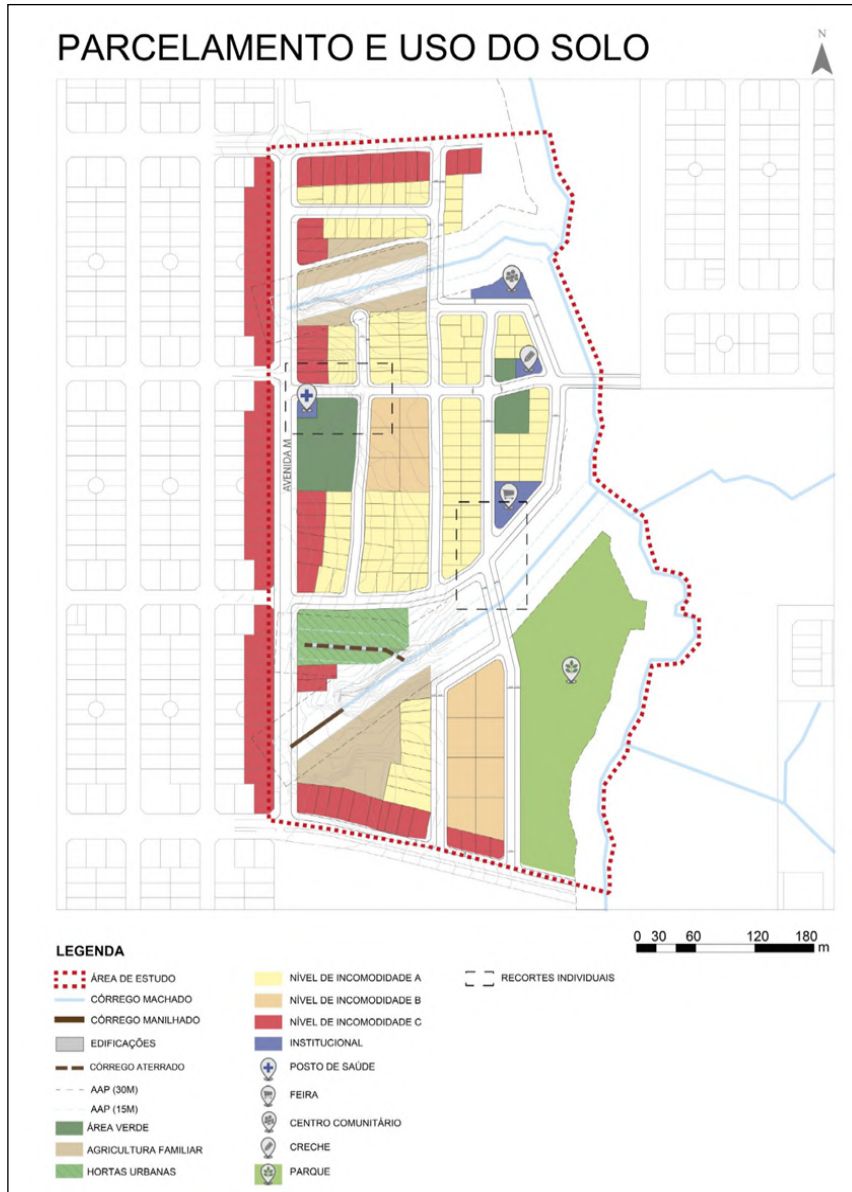 PARCELAMENTO E USO DO SOLO
N
AVENIDA M
0 30 60 120 180
m
LEGENDA
ÁREA DE ESTUDO
CÓRREGO MACHADO
CÓRREGO MANILHADO
EDIFICAÇÕES
CÓRREGO ATERRADO
AAP (30M)
AAP (15M)
ÁREA VERDE
AGRICULTURA FAMILIAR
HORTAS URBANAS
NÍVEL DE INCOMODIDADE A
NÍVEL DE INCOMODIDADE B
NÍVEL DE INCOMODIDADE C
INSTITUCIONAL
POSTO DE SAÚDE
FEIRA
CENTRO COMUNITÁRIO
CRECHE
PARQUE
RECORTES INDIVIDUAIS